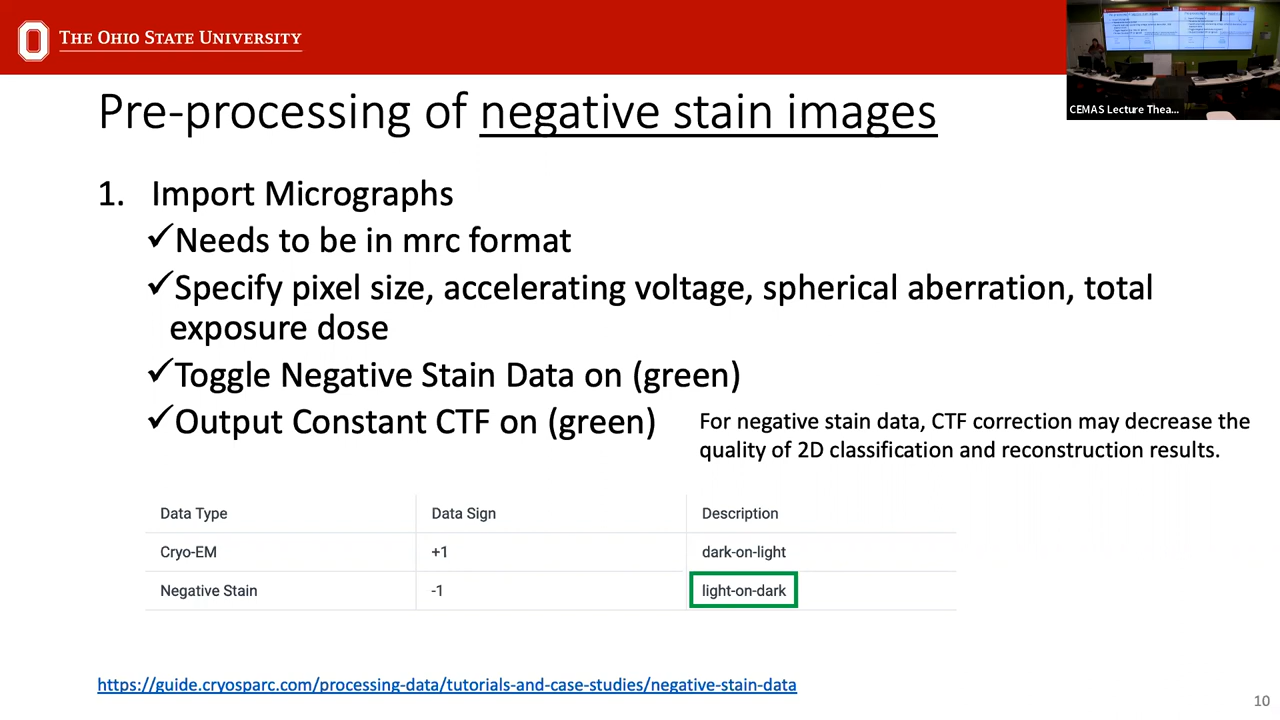 THE OHIO STATE UNIVERSITY
CEMAS Lecture Thea...
Pre-processing of negative stain images
1. Import Micrographs
✓Needs to be in mrc format
✓Specify pixel size, accelerating voltage, spherical aberration, total
exposure dose
✓Toggle Negative Stain Data on (green)
✓Output Constant CTF on (green)
For negative stain data, CTF correction may decrease the
quality of 2D classification and reconstruction results.
Data Type Data Sign Description
Cryo-EM +1 dark-on-light
Negative Stain -1 light-on-dark
https://guide.cryosparc.com/processing-data/tutorials-and-case-studies/negative-stain-data
10